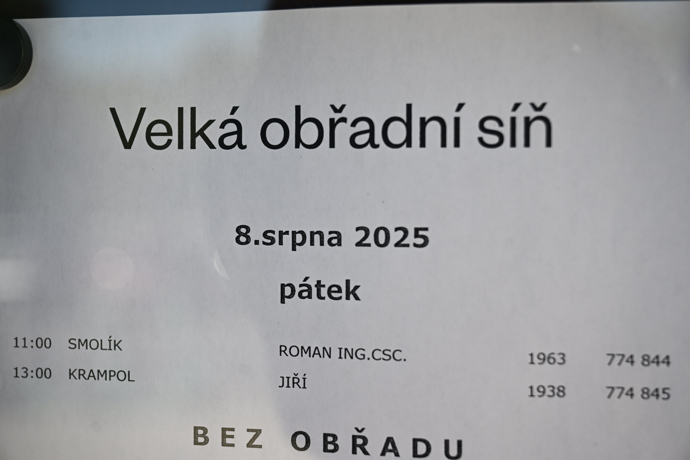 Velká obřadní síň
8.srpna 2025
pátek
11:00 SMOLÍK ROMAN ING.CSC. 1963 774 844
13:00 KRAMPOL JIŘÍ 1938 774 845
BEZ OBŘADU